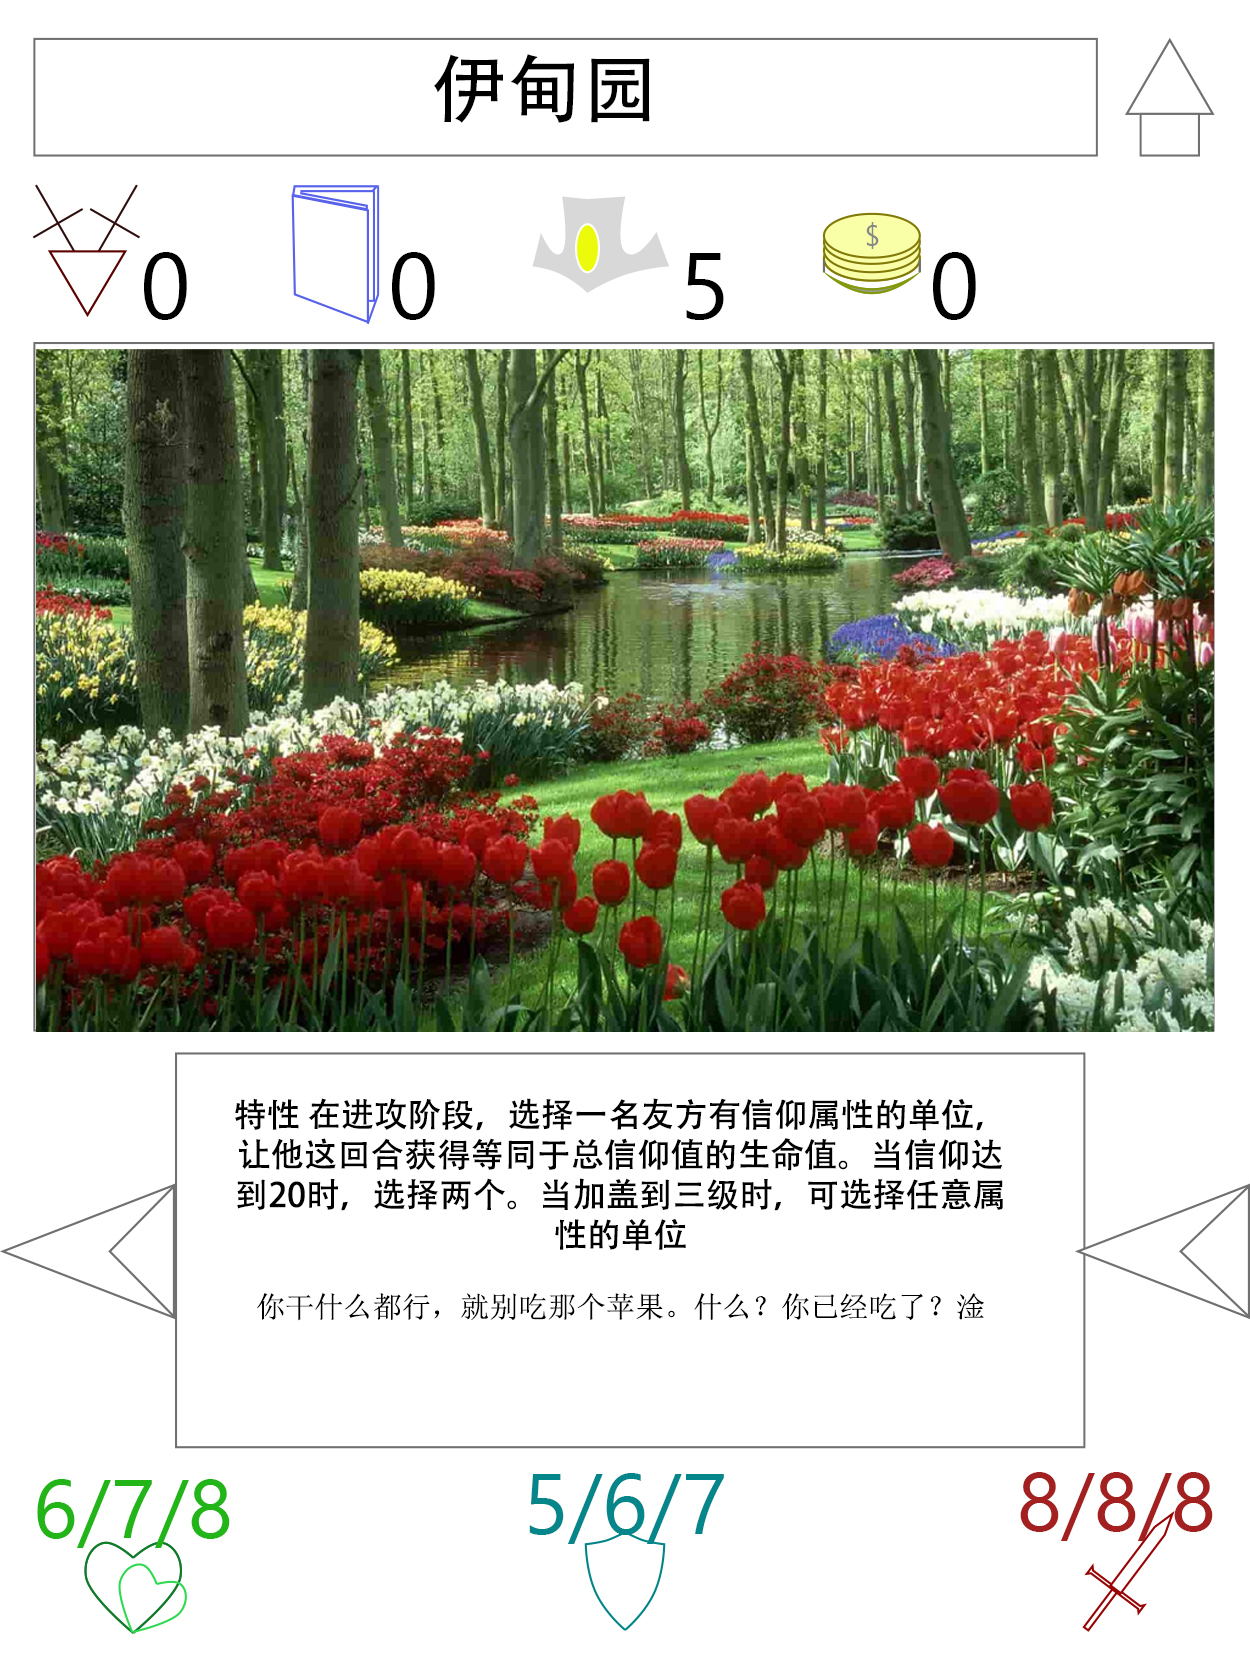 伊甸园
0 0 5 $ 0
特性 在进攻阶段，选择一名友方有信仰属性的单位，
让他这回合获得等同于总信仰值的生命值。当信仰达
到20时，选择两个。当加盖到三级时，可选择任意属
性的单位
你干什么都行，就别吃那个苹果。什么？你已经吃了？淦
6/7/8 5/6/7 8/8/8